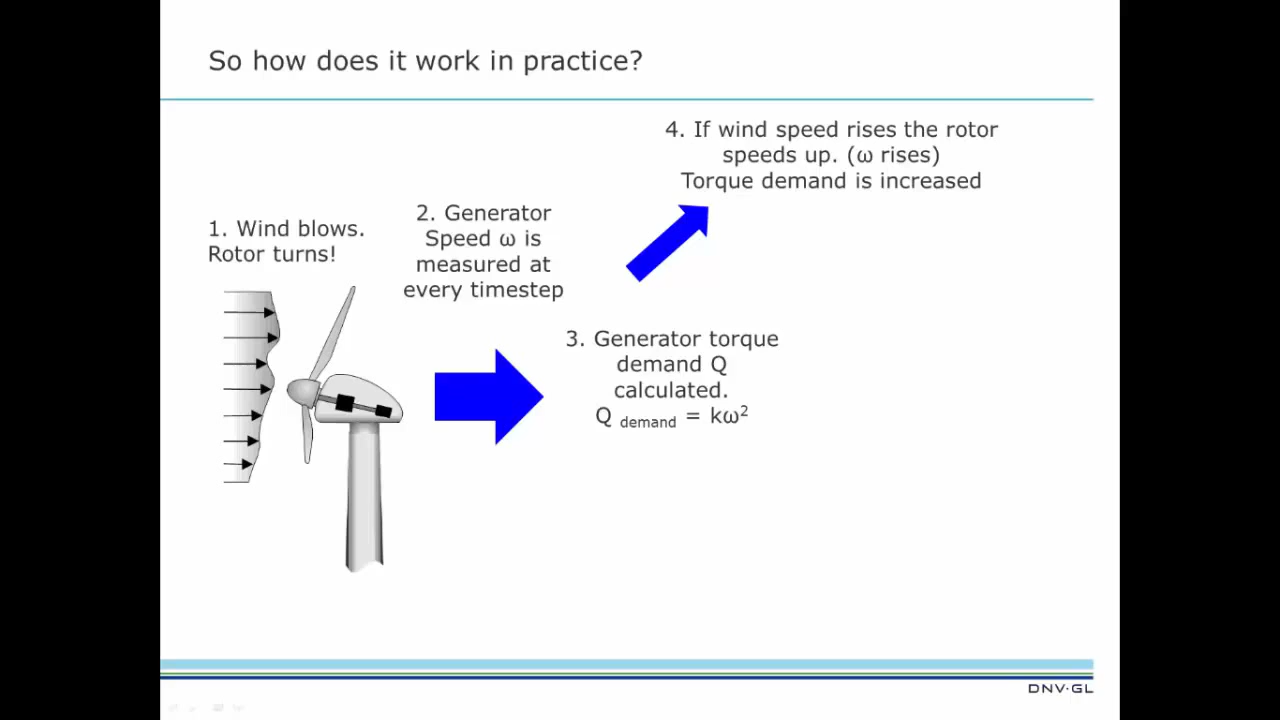 So how does it work in practice?
1. Wind blows.
Rotor turns!
2. Generator
Speed ω is
measured at
every timestep
3. Generator torque
demand Q
calculated.
Q demand = kω²
4. If wind speed rises the rotor
speeds up. (ω rises)
Torque demand is increased
DNV·GL